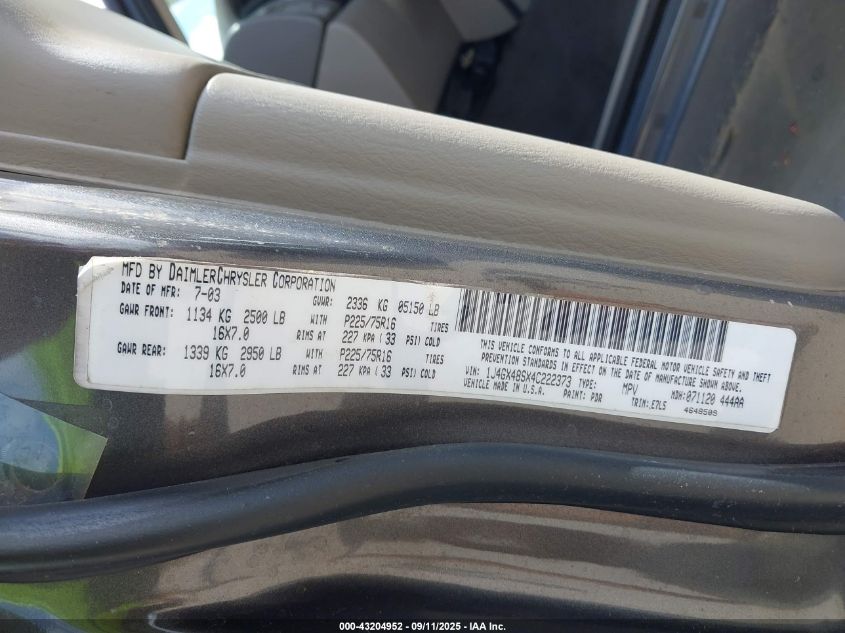 MFD BY DAIMLERCHRYSLER CORPORATION
DATE OF MFR: 7-03 GVWR: 2336 KG 05150 LB
GAWR FRONT: 1134 KG 2500 LB WITH P225/75R16 TIRES
16X7.0 RIMS AT 227 KPA (33 PSI) COLD
GAWR REAR: 1339 KG 2950 LB WITH P225/75R16 TIRES
16X7.0 RIMS AT 227 KPA (33 PSI) COLD
THIS VEHICLE CONFORMS TO ALL APPLICABLE FEDERAL MOTOR VEHICLE SAFETY AND THEFT
PREVENTION STANDARDS IN EFFECT ON THE DATE OF MANUFACTURE SHOWN ABOVE.
VIN: 1J4GX48SX4C222373 TYPE: MPV MDH: 071120 444AA
MADE IN U.S.A. PAINT: PDR TRIM: E7L5 4648508
000-43204952 - 09/11/2025 - IAA Inc.